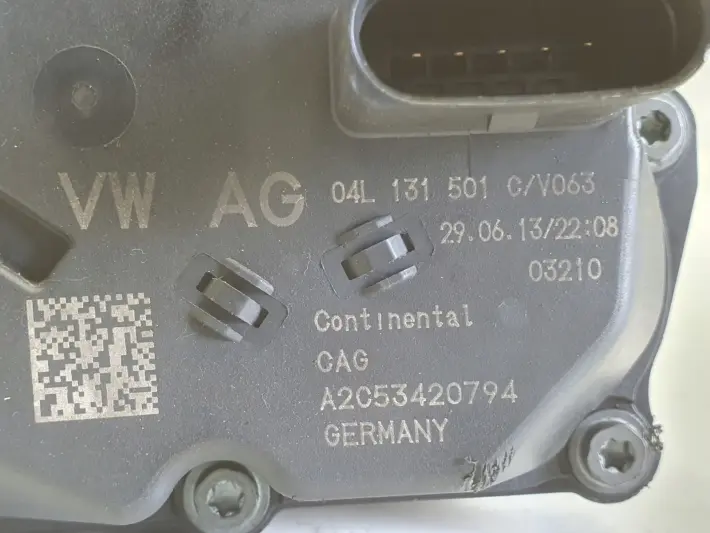 VW AG 04L 131 501 C/V063
29.06.13/22:08
03210
Continental
CAG
A2C53420794
GERMANY